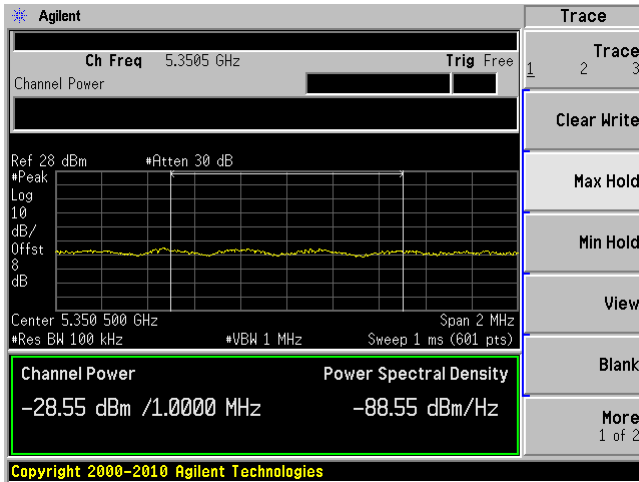 Agilent
Trace
Ch Freq 5.3505 GHz Trig Free
Channel Power
Trace
1 2 3
Clear Write
Ref 28 dBm #Atten 30 dB
#Peak
Log
10
dB/
Offst
8
dB
Max Hold
Min Hold
View
Center 5.350 500 GHz Span 2 MHz
#Res BW 100 kHz #VBW 1 MHz Sweep 1 ms (601 pts)
Blank
Channel Power Power Spectral Density
-28.55 dBm /1.0000 MHz -88.55 dBm/Hz
More
1 of 2
Copyright 2000-2010 Agilent Technologies